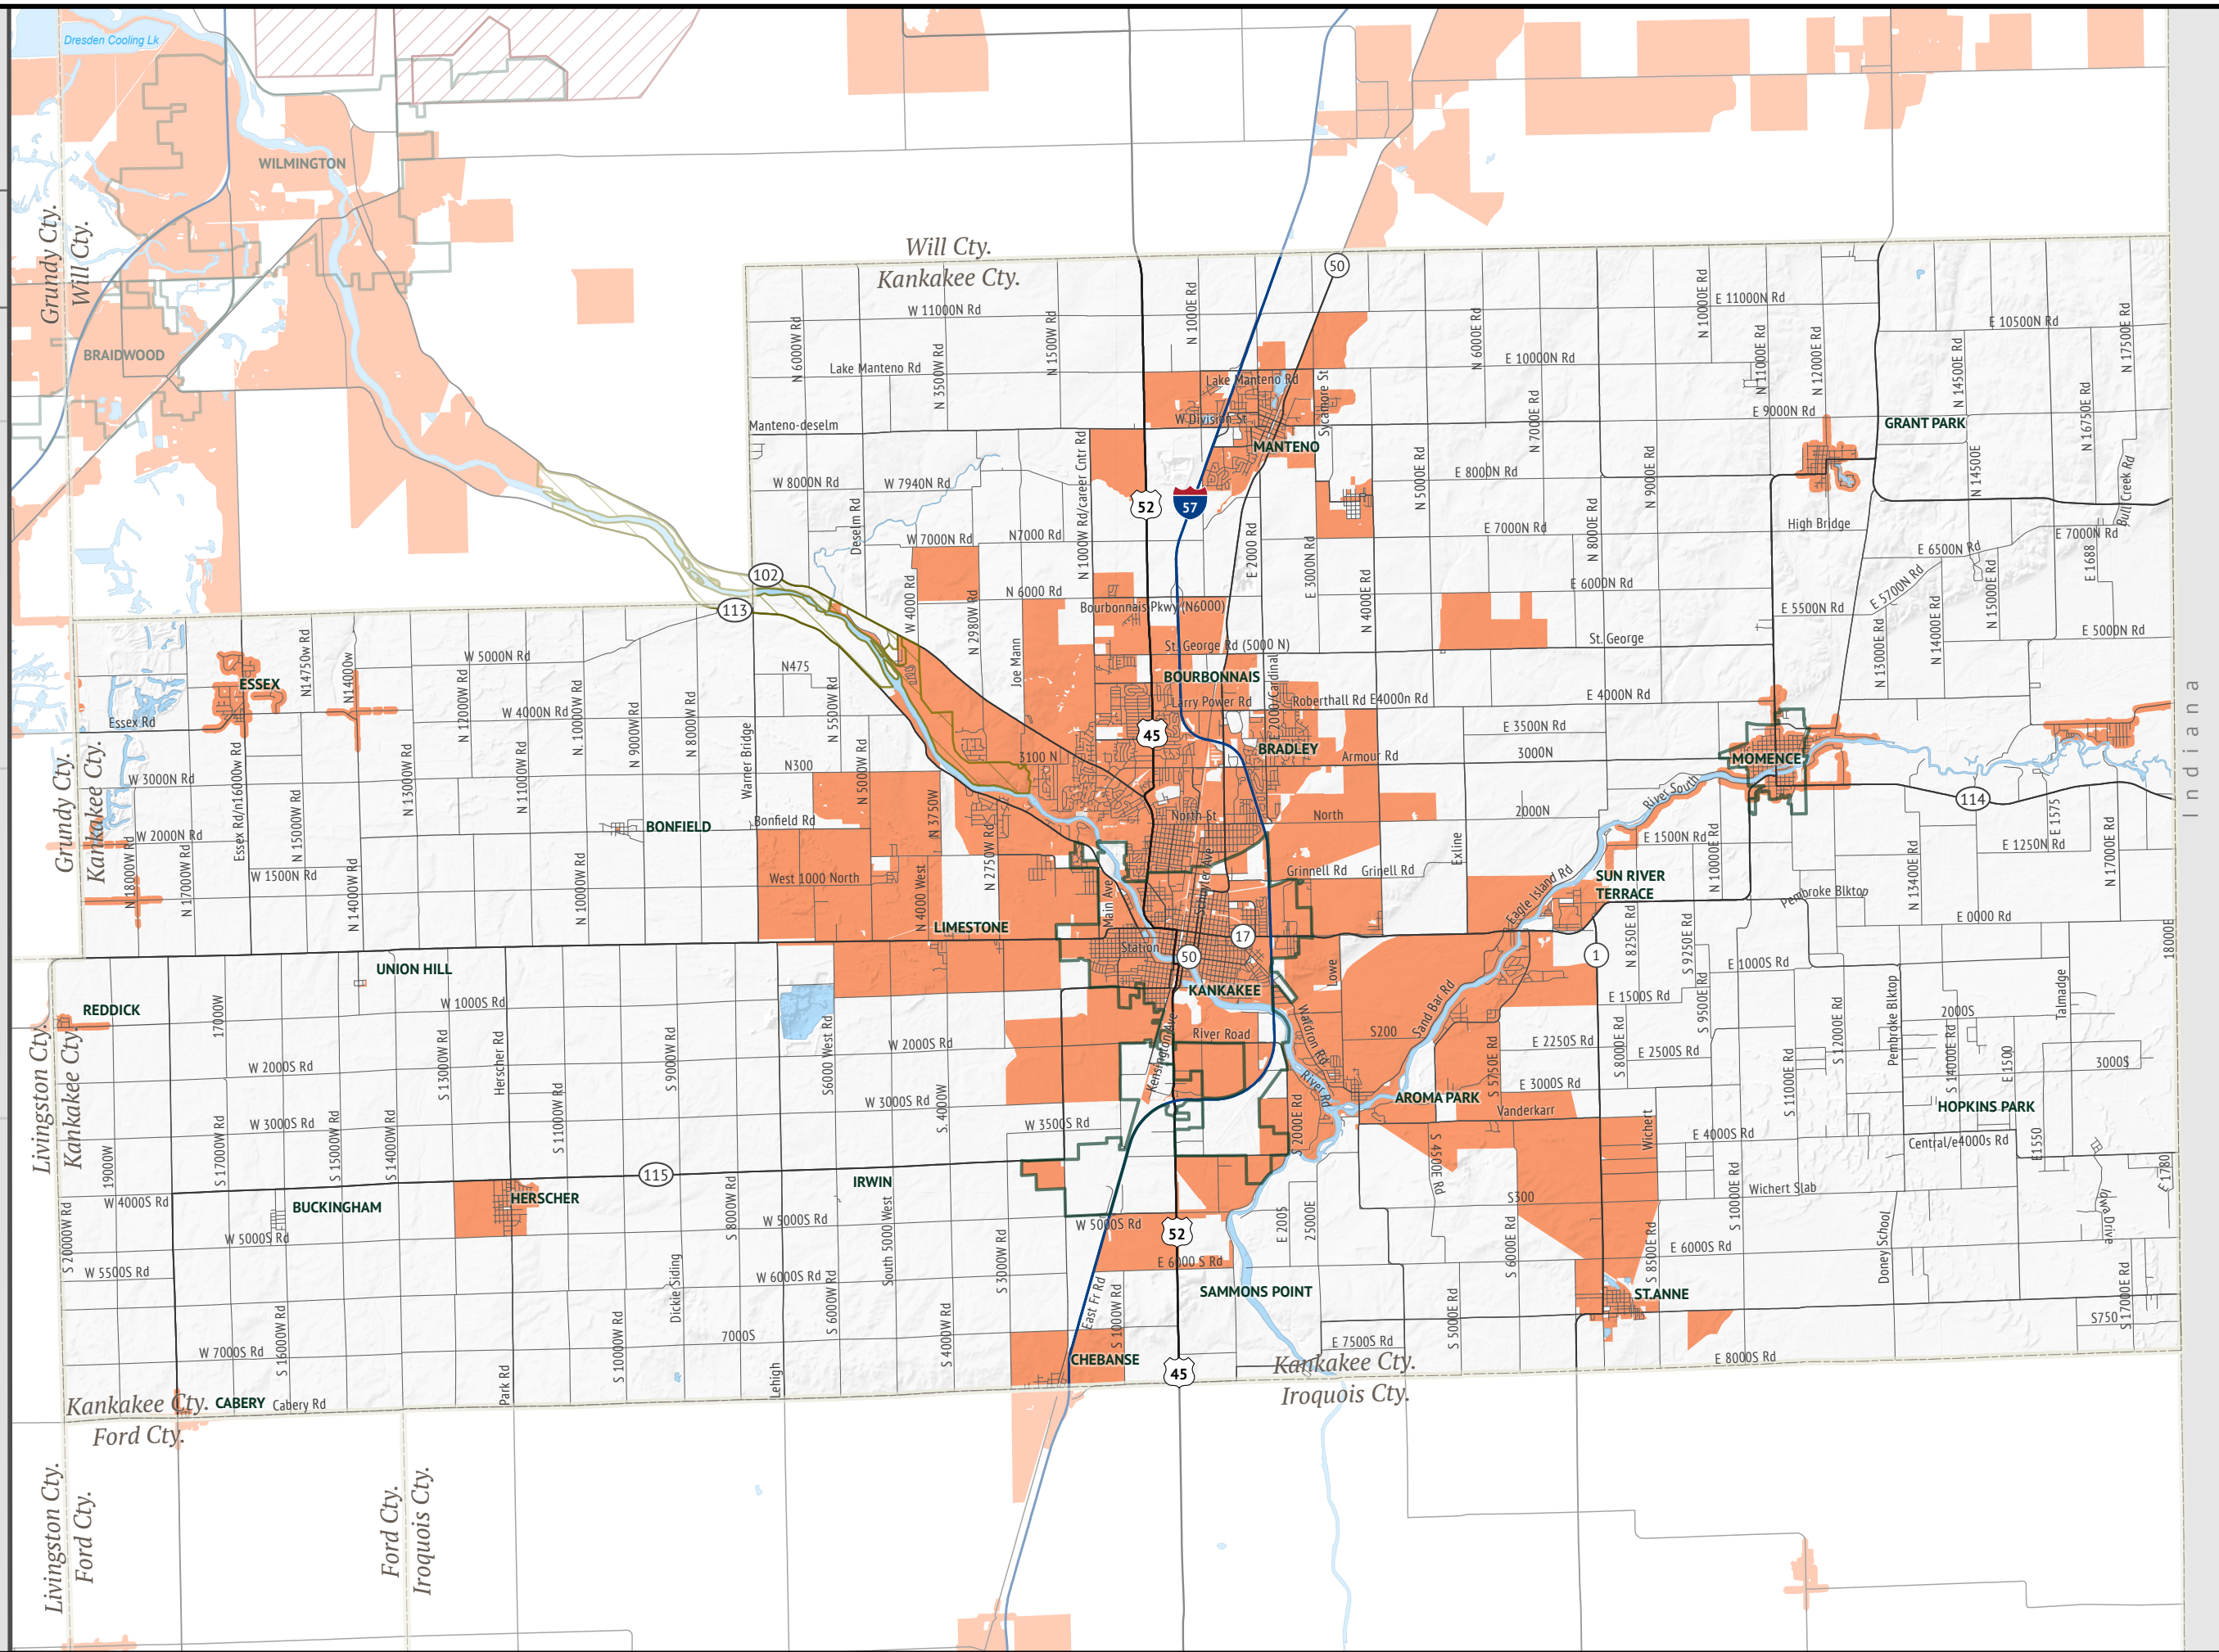 Dresden Cooling Lk
WILMINGTON
Grundy Cty.
Will Cty.
BRAIDWOOD
Will Cty.
Kankakee Cty.
50
W 11000N Rd
N 1000E Rd
N 10000E Rd
E 11000N Rd
E 10500N Rd
N 17500E Rd
N 6000W Rd
N 3500W Rd
N 1500W Rd
N 6000E Rd
N 11000E Rd
N 12000E Rd
N 14500E Rd
Lake Manteno Rd
Lake Manteno Rd
E 10000N Rd
Sycamore St
N 7000E Rd
N 16750E Rd
W Division St
E 9000N Rd
GRANT PARK
Manteno-deselm
MANTENO
N 1000W Rd/career Cntr Rd
N 5000E Rd
E 8000N Rd
N 9000E Rd
N 14500E
Bull Creek Rd
W 8000N Rd
W 7940N Rd
52
57
Deselm Rd
W 7000N Rd
N7000 Rd
E 2000 Rd
E 3000N Rd
E 7000N Rd
N 8000E Rd
High Bridge
E 7000N Rd
E 6500N Rd
E 1688
102
113
W 4000 Rd
N 2980W Rd
N 6000 Rd
Bourbonnais Pkwy (N6000)
N 4000E Rd
E 6000N Rd
E 5700N Rd
N 15000E Rd
E 5500N Rd
N 14000E Rd
N 13000E Rd
E 5000N Rd
St. George Rd (5000 N)
St. George
Joe Mann
N475
W 5000N Rd
N14750w Rd
N14000w
ESSEX
Essex Rd
N 12000W Rd
W 4000N Rd
N. 10000W Rd
N 9000W Rd
N 8000W Rd
N 5500W Rd
BOURBONNAIS
Larry Power Rd
E 2000/Cardinal
Roberthall Rd E4000n Rd
E 4000N Rd
Indiana
45
BRADLEY
Armour Rd
E 3500N Rd
3000N
MOMENCE
Grundy Cty.
Kankakee Cty.
W 3000N Rd
Essex Rd/n16000w Rd
N 13000W Rd
N 11000W Rd
Warner Bridge
N300
N 5000W Rd
3100 N
River South
114
N 15000W Rd
W 2000N Rd
BONFIELD
Bonfield Rd
N 3750W
North St
North
2000N
E 1575
N 18000W Rd
N 17000W Rd
W 1500N Rd
N 1400W Rd
N 10000W Rd
N 2750W Rd
West 1000 North
N 4000 West
Main Ave
Schuyler Ave
Grinnell Rd
Grinell Rd
Exline
E 1500N Rd
N 10000E Rd
E 1250N Rd
N 17000E Rd
N 13400E Rd
SUN RIVER
TERRACE
Eagle Island Rd
Pembroke Blktop
LIMESTONE
Station
17
50
1
N 8250E Rd
S 9250E Rd
E 0000 Rd
18000E
UNION HILL
REDDICK
KANKAKEE
Lowe
E 1000S Rd
17000W
W 1000S Rd
E 1500S Rd
S 9500E Rd
Pembroke Blktop
Talmadge
Sand Bar Rd
Waldron Rd
River Road
S200
2000S
S 12000E Rd
Livingston Cty.
Kankakee Cty.
W 2000S Rd
S 13000W Rd
Herscher Rd
S 9000W Rd
S6000 West Rd
W 2000S Rd
Kensington Ave
S 5750E Rd
E 2250S Rd
S 8000E Rd
E 2500S Rd
S 11000E Rd
S 14000E Rd
E1500
3000S
W 3000S Rd
S 11000W Rd
W 3000S Rd
S. 4000W
River Rd
AROMA PARK
E 3000S Rd
Vanderkarr
HOPKINS PARK
S 17000W Rd
S 15000W Rd
S 14000W Rd
W 3500S Rd
S 2000E Rd
Wichert
E 4000S Rd
Central/e4000s Rd
E1550
E 1780
19000W
115
IRWIN
S 4500E Rd
W 4000S Rd
BUCKINGHAM
HERSCHER
S300
S 10000E Rd
Wichert Slab
Iowa Drive
S 20000W Rd
W 5000S Rd
S 8000W Rd
W 5000S Rd
South 5000 West
W 5000S Rd
52
E 200S
25000E
S 6000E Rd
S 8500E Rd
E 6000S Rd
Doney School
W 5500S Rd
Dickie Siding
W 6000S Rd
S 6000W Rd
S 3000W Rd
E 6000 S Rd
SAMMONS POINT
ST.ANNE
S 17000E Rd
S 16000W Rd
S 10000W Rd
7000S
S 4000W Rd
East Fr Rd
S 1000W Rd
S 5000E Rd
E 7500S Rd
S750
W 7000S Rd
Park Rd
Lehigh
CHEBANSE
45
Kankakee Cty.
Iroquois Cty.
E 8000S Rd
Kankakee Cty.
CABERY
Cabery Rd
Ford Cty.
Livingston Cty.
Ford Cty.
Ford Cty.
Iroquois Cty.